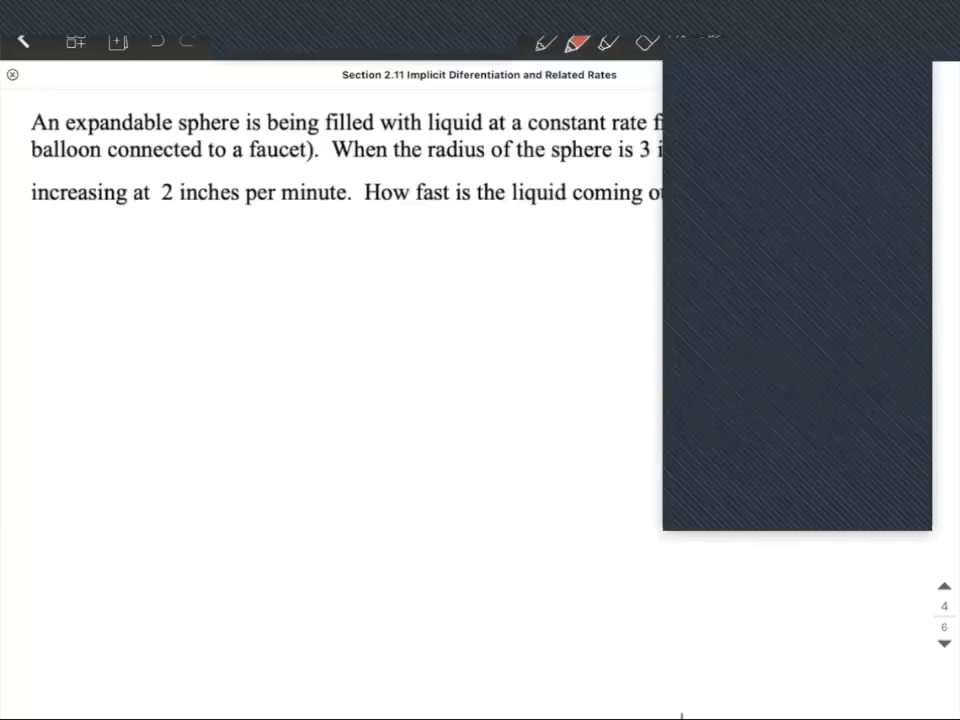 Section 2.11 Implicit Diferentiation and Related Rates
An expandable sphere is being filled with liquid at a constant rate
balloon connected to a faucet). When the radius of the sphere is 3
increasing at 2 inches per minute. How fast is the liquid coming
4
6